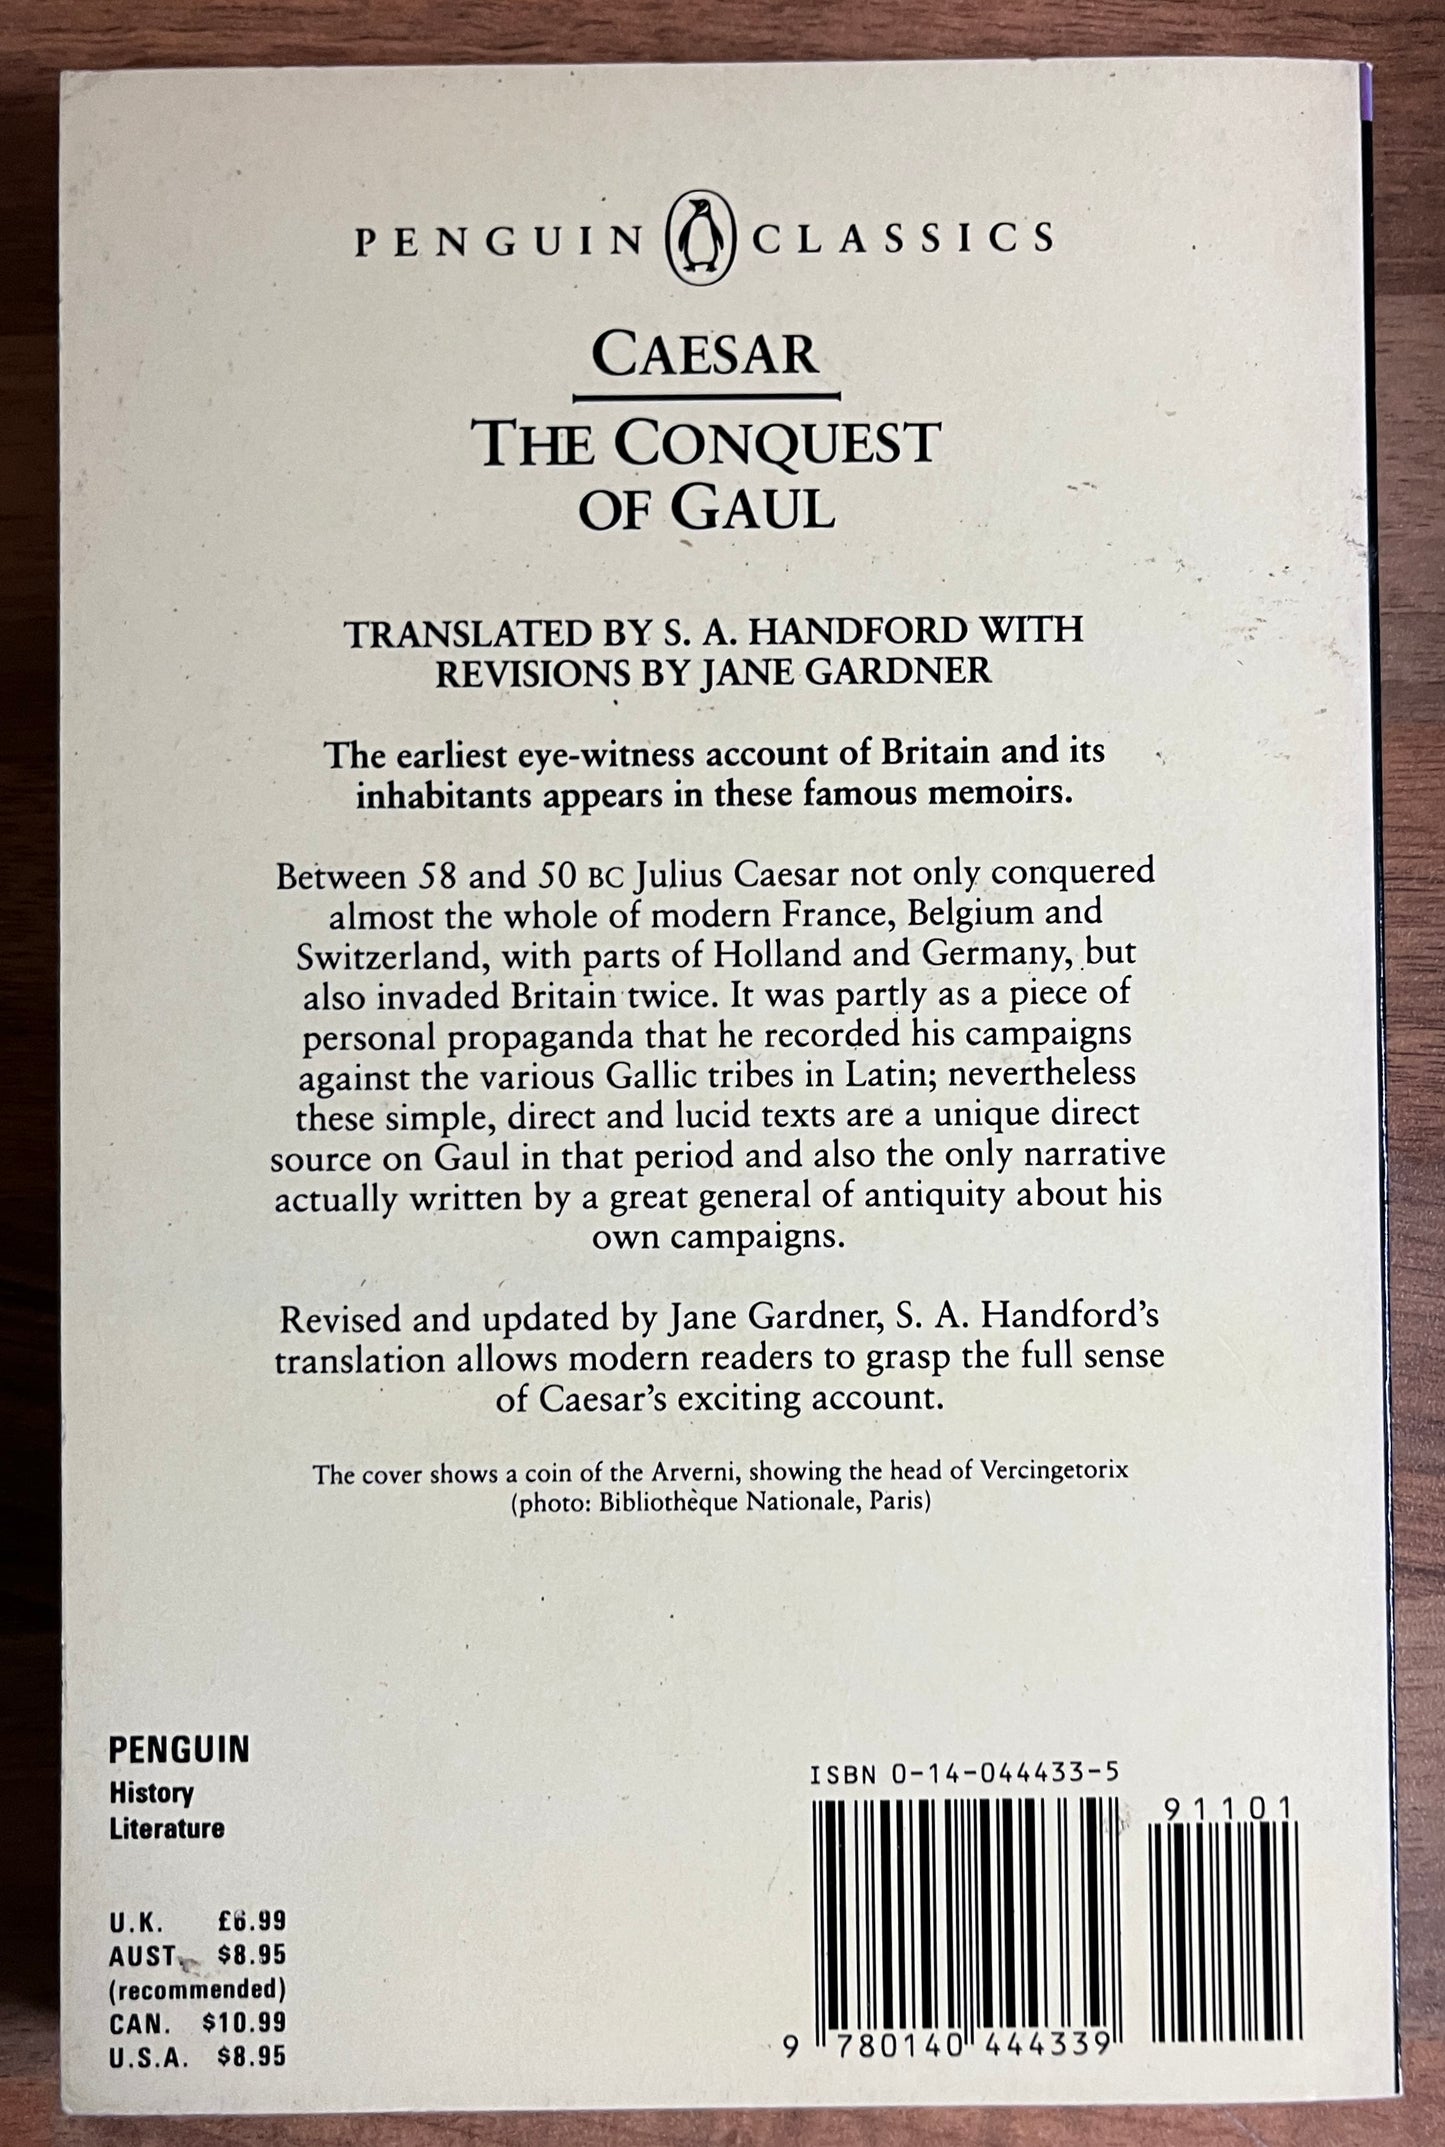 PENGUIN CLASSICS
CAESAR
THE CONQUEST
OF GAUL
TRANSLATED BY S. A. HANDFORD WITH
REVISIONS BY JANE GARDNER
The earliest eye-witness account of Britain and its
inhabitants appears in these famous memoirs.
Between 58 and 50 BC Julius Caesar not only conquered
almost the whole of modern France, Belgium and
Switzerland, with parts of Holland and Germany, but
also invaded Britain twice. It was partly as a piece of
personal propaganda that he recorded his campaigns
against the various Gallic tribes in Latin; nevertheless
these simple, direct and lucid texts are a unique direct
source on Gaul in that period and also the only narrative
actually written by a great general of antiquity about his
own campaigns.
Revised and updated by Jane Gardner, S. A. Handford's
translation allows modern readers to grasp the full sense
of Caesar's exciting account.
The cover shows a coin of the Arverni, showing the head of Vercingetorix
(photo: Bibliothèque Nationale, Paris)
PENGUIN
History
Literature
U.K. £6.99
AUST. $8.95
(recommended)
CAN. $10.99
U.S.A. $8.95
ISBN 0-14-044433-5
91101
9 780140 444339